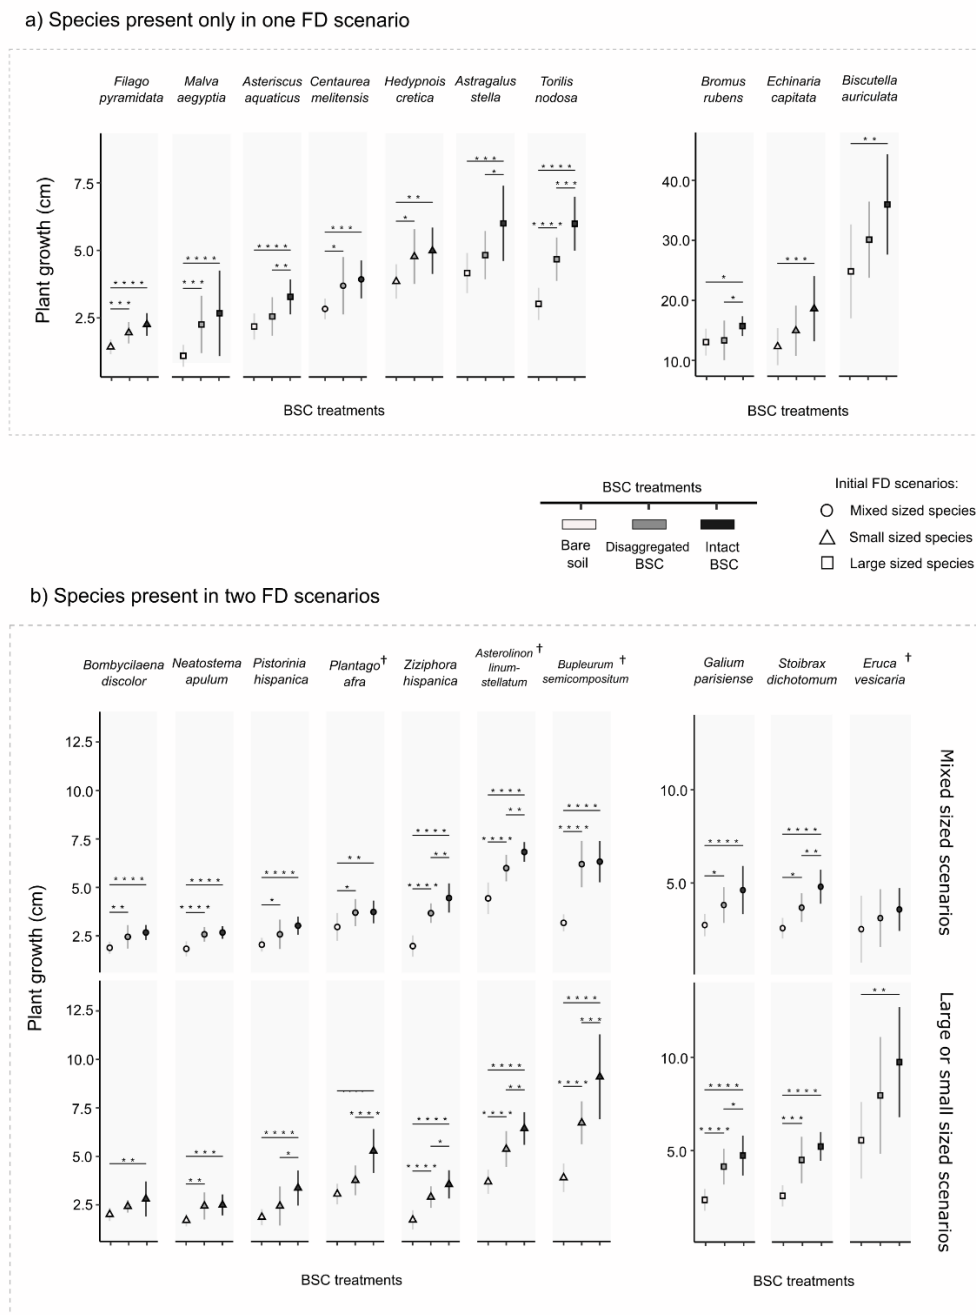 a) Species present only in one FD scenario
Filago Malva Asteriscus Centaurea Hedypnois Astragalus Torilis Bromus Echinaria Biscutella
pyramidata aegyptia aquaticus melitensis cretica stella nodosa rubens capitata auriculata
Plant growth (cm)
7.5
5.0
2.5
40.0
30.0
20.0
10.0
* * * *
* * *
* * * *
* * *
* * * *
* *
* * *
*
* *
*
* * *
*
* * * *
* * *
* * * *
*
*
* * *
* *
BSC treatments BSC treatments
BSC treatments
Bare Disaggregated Intact
soil BSC BSC
Initial FD scenarios:
Mixed sized species
Small sized species
Large sized species
b) Species present in two FD scenarios
Bombycilaena Neatostema Pistorinia Plantago† Ziziphora Asterolinon† Bupleurum† Galium Stoibrax Eruca†
discolor apulum hispanica afra hispanica linum- semicompositum parisiense dichotomum vesicaria
stellatum
Plant growth (cm)
12.5
10.0
7.5
5.0
2.5
10.0
5.0
* * * *
* *
* * * *
* * * *
* * * *
*
* *
*
* * * *
* *
* * * *
* * * *
* *
* * * *
* * * *
* * * *
* * * *
*
* * * *
* *
*
Mixed sized scenarios
12.5
10.0
7.5
5.0
2.5
10.0
5.0
* *
* * *
* *
* * * *
*
* * * *
* * * *
*
* * * *
* * * *
* *
* * * *
* * * *
* * *
* * * *
* * * *
*
* * * *
* * * *
* * *
* *
Large or small sized scenarios
BSC treatments BSC treatments